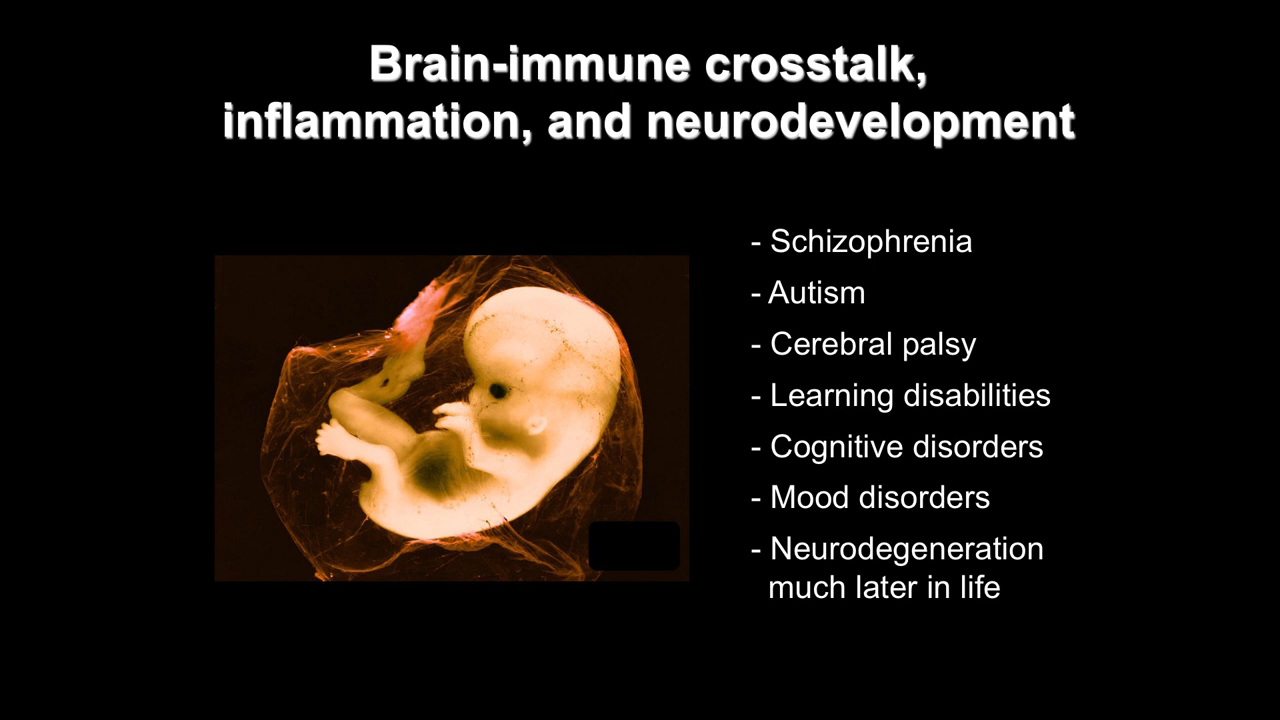 Brain-immune crosstalk,
inflammation, and neurodevelopment
- Schizophrenia
- Autism
- Cerebral palsy
- Learning disabilities
- Cognitive disorders
- Mood disorders
- Neurodegeneration
much later in life